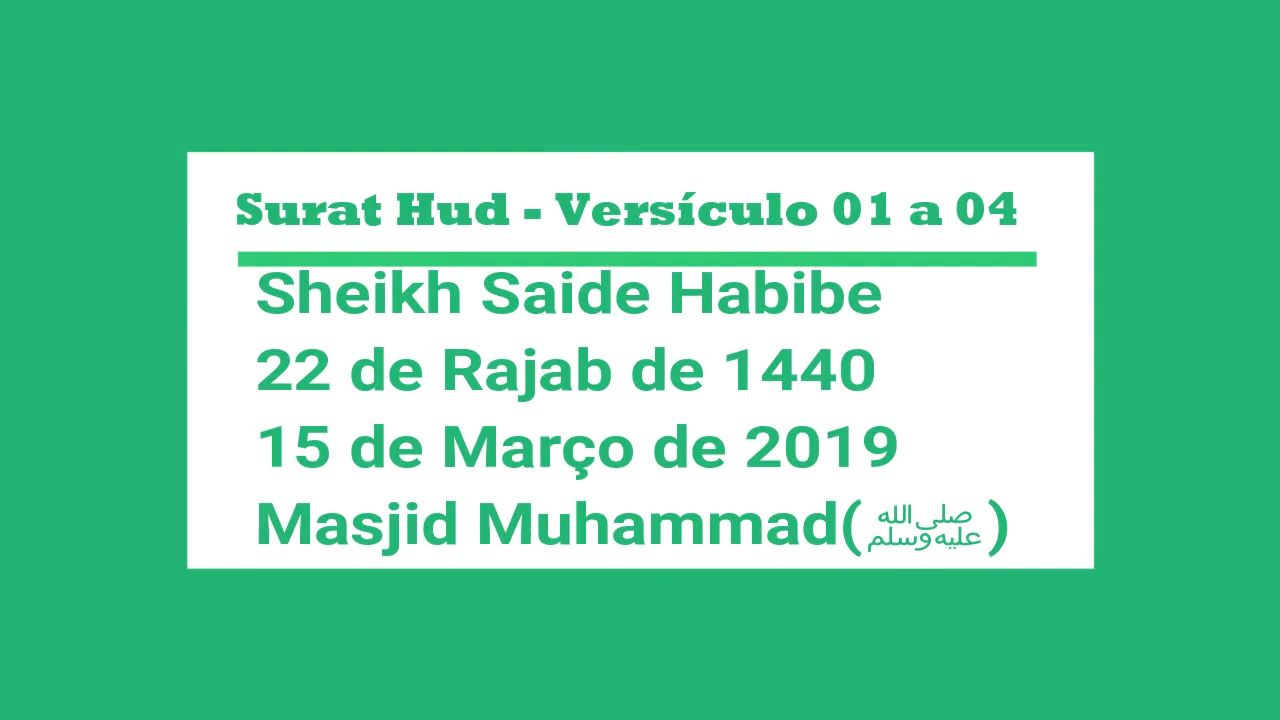 Surat Hud - Versículo 01 a 04
Sheikh Saide Habibe
22 de Rajab de 1440
15 de Março de 2019
Masjid Muhammad(ﷺ)